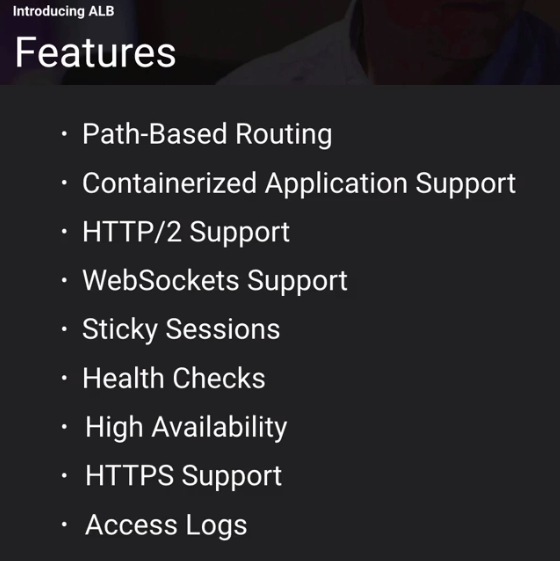 Introducing ALB
Features
• Path-Based Routing
• Containerized Application Support
• HTTP/2 Support
• WebSockets Support
• Sticky Sessions
• Health Checks
• High Availability
• HTTPS Support
• Access Logs